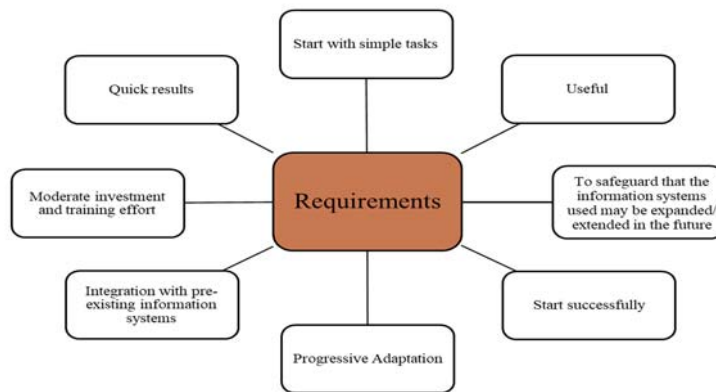 Start with simple tasks
Quick results
Useful
Moderate investment
and training effort
Requirements
To safeguard that the
information systems
used may be expanded/
extended in the future
Integration with pre-
existing information
systems
Start successfully
Progressive Adaptation